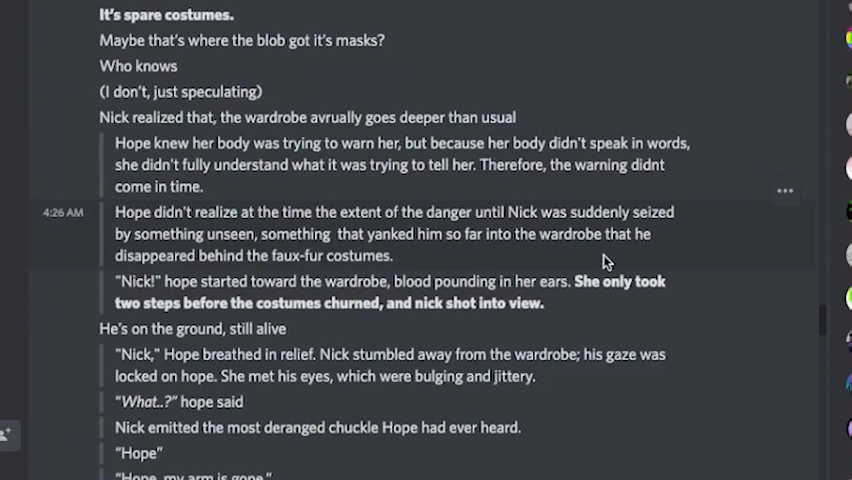 It's spare costumes.
Maybe that's where the blob got it's masks?
Who knows
(I don't, just speculating)
Nick realized that, the wardrobe avrually goes deeper than usual
Hope knew her body was trying to warn her, but because her body didn't speak in words,
she didn't fully understand what it was trying to tell her. Therefore, the warning didnt
come in time.
4:26 AM
Hope didn't realize at the time the extent of the danger until Nick was suddenly seized
by something unseen, something that yanked him so far into the wardrobe that he
disappeared behind the faux-fur costumes.
"Nick!" hope started toward the wardrobe, blood pounding in her ears. She only took
two steps before the costumes churned, and nick shot into view.
He's on the ground, still alive
"Nick," Hope breathed in relief. Nick stumbled away from the wardrobe; his gaze was
locked on hope. She met his eyes, which were bulging and jittery.
"What..?" hope said
Nick emitted the most deranged chuckle Hope had ever heard.
"Hope"
"Hope, my arm is gone."